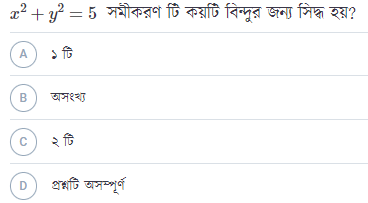 x² + y² = 5 সমীকরণ টি কয়টি বিন্দুর জন্য সিদ্ধ হয়?
A ১ টি
B অসংখ্য
C ২ টি
D প্রশ্নটি অসম্পূর্ণ